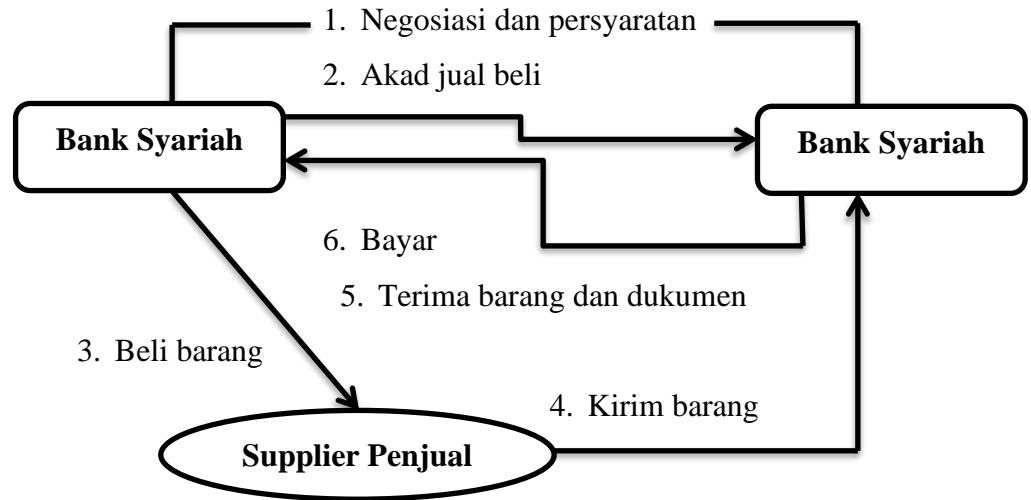 1. Negosiasi dan persyaratan
2. Akad jual beli
Bank Syariah
Bank Syariah
6. Bayar
5. Terima barang dan dukumen
3. Beli barang
4. Kirim barang
Supplier Penjual